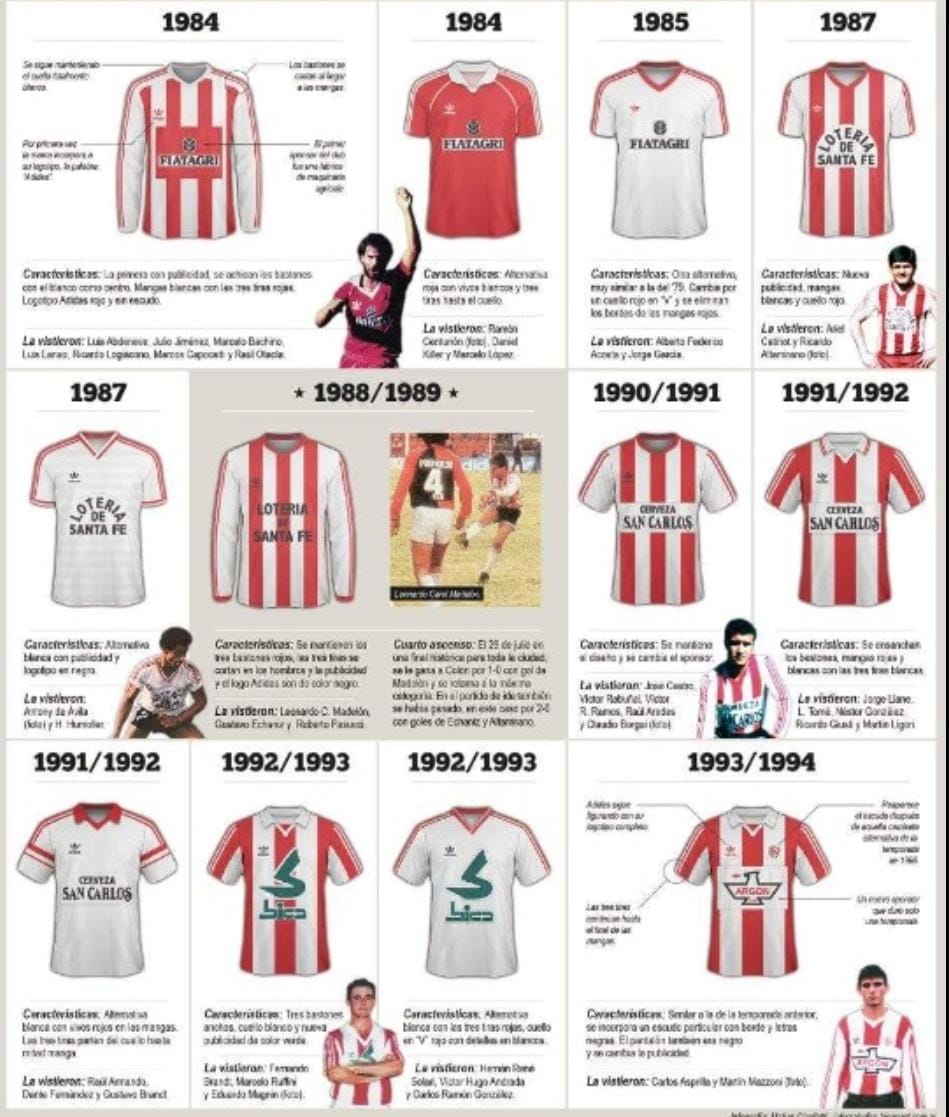 1984
Se sigue manteniendo
el cuello totalmente
blanco.
Los bastones se
cortan al llegar
a las mangas.
Por primera vez
la marca incorpora a
su logotipo, la palabra
"Adidas".
El primer
sponsor del club
fue una fábrica
de maquinaria
agrícola.
FIATAGRI
Características: La primera con publicidad, se achican los bastones
con el blanco como centro. Mangas blancas con las tres tiras rojas.
Logotipo Adidas rojo y sin escudo.
La vistieron: Luis Abdeneve, Julio Jiménez, Marcelo Bachino,
Luis Lanao, Ricardo Logiácono, Marcos Capocasti y Raúl Otacla.
1984
FIATAGRI
Características: Alternativa
roja con vivos blancos y tres
tiras hasta el cuello.
La vistieron: Ramón
Centurión (foto), Daniel
Killer y Marcelo López.
1985
FIATAGRI
Características: Otra alternativa,
muy similar a la del '79. Cambia por
un cuello rojo en "V" y se eliminan
los bordes de las mangas rojos.
La vistieron: Alberto Federico
Acosta y Jorge García.
1987
LOTERIA
DE
SANTA FE
Características: Nueva
publicidad, mangas
blancas y cuello rojo.
La vistieron: Ariel
Catinot y Ricardo
Altamirano (foto).
1987
LOTERIA
DE
SANTA FE
Características: Alternativa
blanca con publicidad y
logotipo en negro.
La vistieron:
Antony de Ávila
(foto) y H. Humoller.
★ 1988/1989 ★
LOTERIA
DE
SANTA FE
4
Leonardo Carol Madelón.
Características: Se mantienen los
tres bastones rojos, las tres tiras se
cortan en los hombros y la publicidad
y el logo Adidas son de color negro.
La vistieron: Leonardo C. Madelón,
Gustavo Echaniz y Roberto Pasucci.
Cuarto ascenso: El 29 de julio en
una final histórica para toda la ciudad,
se le gana a Colón por 1-0 con gol de
Madelón y se retorna a la máxima
categoría. En el partido de ida también
se había ganado, en este caso por 2-0
con goles de Echaniz y Altamirano.
1990/1991
CERVEZA
SAN CARLOS
Características: Se mantiene
el diseño y se cambia el sponsor.
La vistieron: José Castro,
Víctor Rabuñal, Víctor
R. Ramos, Raúl Aredes
y Claudio Borgai (foto).
1991/1992
CERVEZA
SAN CARLOS
Características: Se ensanchan
los bastones, mangas rojas y
blancas con las tres tiras blancas.
La vistieron: Jorge Llane,
L. Tomé, Néstor González,
Ricardo Giusti y Martín Ligori.
1991/1992
CERVEZA
SAN CARLOS
Características: Alternativa
blanca con vivos rojos en las mangas.
Las tres tiras parten del cuello hasta
mitad manga.
La vistieron: Raúl Armando,
Dante Fernández y Gustavo Brandt.
1992/1993
bica
Características: Tres bastones
anchos, cuello blanco y nueva
publicidad de color verde.
La vistieron: Fernando
Brandt, Marcelo Ruffini
y Eduardo Magnin (foto).
1992/1993
bica
Características: Alternativa
blanca con las tres tiras rojas, cuello
en "V" rojo con detalles en blancos.
La vistieron: Hernán René
Solari, Víctor Hugo Andrada
y Carlos Ramón González.
1993/1994
Adidas sigue
figurando con su
logotipo completo.
Reaparece
el escudo después
de aquella camiseta
alternativa de la
temporada
de 1966.
Las tres tiras
continúan hasta
el final de las
mangas.
Un nuevo sponsor
que duró solo
una temporada.
ARGON
Características: Similar a la de la temporada anterior,
se incorpora un escudo particular con borde y letras
negras. El pantalón también era negro
y se cambia la publicidad.
La vistieron: Carlos Asprilla y Martín Mazzoni (foto).